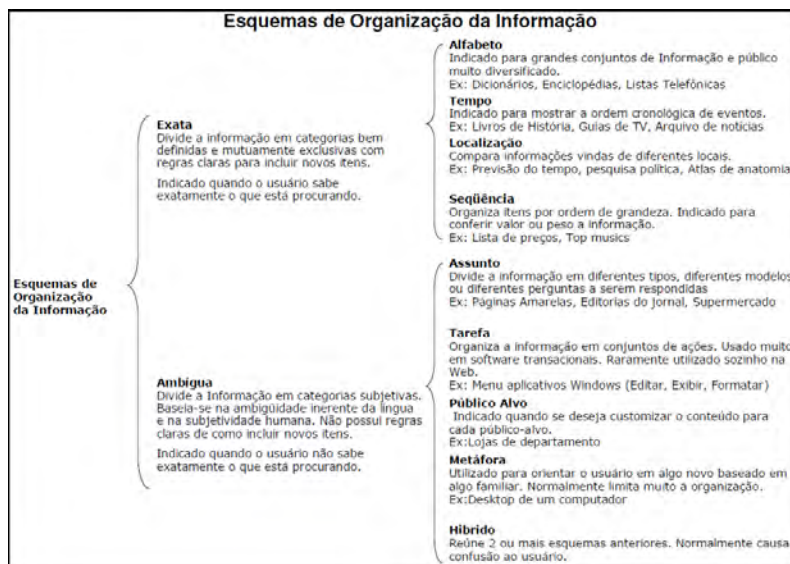 Esquemas de Organização da Informação
Esquemas de
Organização
da Informação
Exata
Divide a informação em categorias bem
definidas e mutuamente exclusivas com
regras claras para incluir novos itens.
Indicado quando o usuário sabe
exatamente o que está procurando.
Alfabeto
Indicado para grandes conjuntos de Informação e público
muito diversificado.
Ex: Dicionários, Enciclopédias, Listas Telefônicas
Tempo
Indicado para mostrar a ordem cronológica de eventos.
Ex: Livros de História, Guias de TV, Arquivo de notícias
Localização
Compara informações vindas de diferentes locais.
Ex: Previsão do tempo, pesquisa política, Atlas de anatomia
Seqüência
Organiza itens por ordem de grandeza. Indicado para
conferir valor ou peso a informação.
Ex: Lista de preços, Top musics
Ambígua
Divide a Informação em categorias subjetivas.
Baseia-se na ambigüidade inerente da língua
e na subjetividade humana. Não possui regras
claras de como incluir novos itens.
Indicado quando o usuário não sabe
exatamente o que está procurando.
Assunto
Divide a informação em diferentes tipos, diferentes modelos
ou diferentes perguntas a serem respondidas
Ex: Páginas Amarelas, Editorias do jornal, Supermercado
Tarefa
Organiza a informação em conjuntos de ações. Usado muito
em software transacionais. Raramente utilizado sozinho na
Web.
Ex: Menu aplicativos Windows (Editar, Exibir, Formatar)
Público Alvo
Indicado quando se deseja customizar o conteúdo para
cada público-alvo.
Ex:Lojas de departamento
Metáfora
Utilizado para orientar o usuário em algo novo baseado em
algo familiar. Normalmente limita muito a organização.
Ex:Desktop de um computador
Híbrido
Reúne 2 ou mais esquemas anteriores. Normalmente causa
confusão ao usuário.